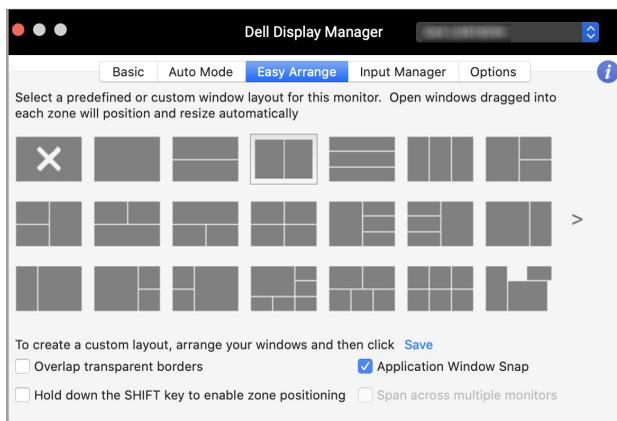 Dell Display Manager
Basic Auto Mode Easy Arrange Input Manager Options
Select a predefined or custom window layout for this monitor. Open windows dragged into
each zone will position and resize automatically
>
To create a custom layout, arrange your windows and then click Save
Overlap transparent borders Application Window Snap
Hold down the SHIFT key to enable zone positioning Span across multiple monitors